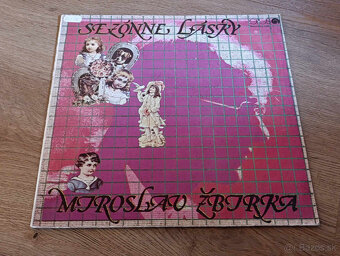 SEZÓNNE LÁSKY
MIROSLAV ŽBIRKA
Bazos.sk